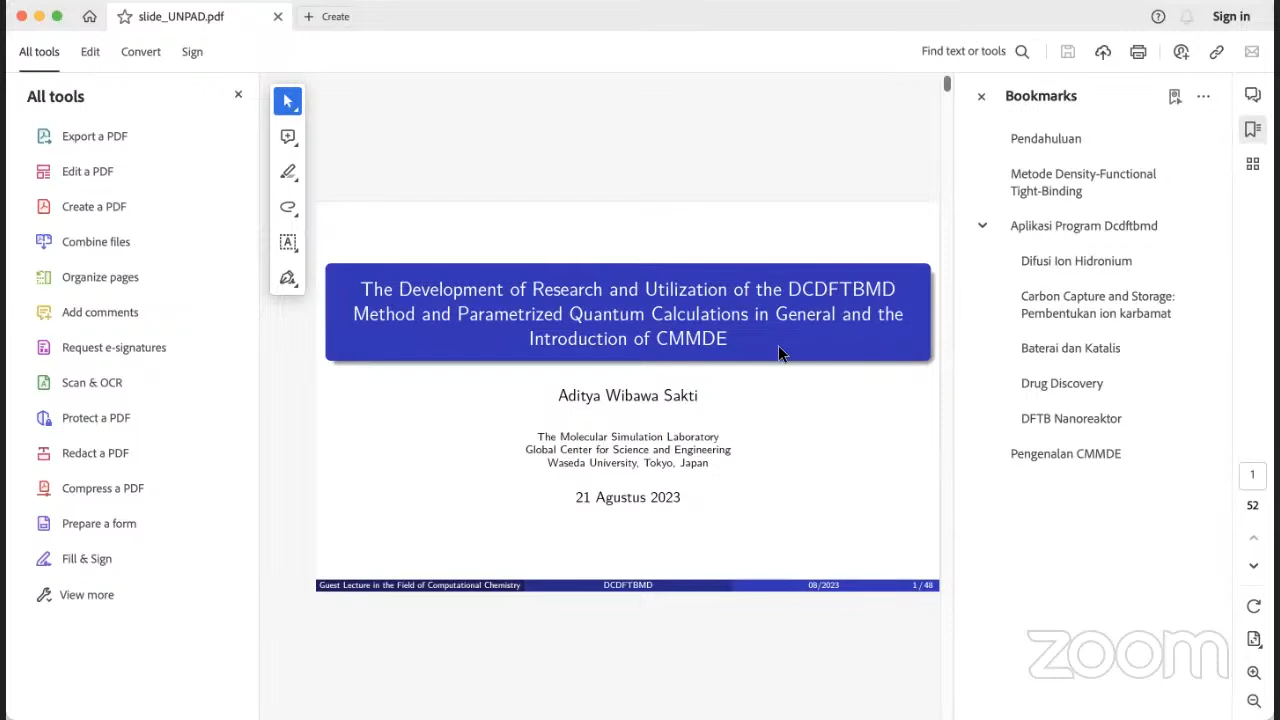 slide_UNPAD.pdf
Create
Sign in
All tools
Edit
Convert
Sign
Find text or tools
All tools
Export a PDF
Edit a PDF
Create a PDF
Combine files
Organize pages
Add comments
Request e-signatures
Scan & OCR
Protect a PDF
Redact a PDF
Compress a PDF
Prepare a form
Fill & Sign
View more
The Development of Research and Utilization of the DCDFTBMD
Method and Parametrized Quantum Calculations in General and the
Introduction of CMMDE
Aditya Wibawa Sakti
The Molecular Simulation Laboratory
Global Center for Science and Engineering
Waseda University, Tokyo, Japan
21 Agustus 2023
Guest Lecture in the Field of Computational Chemistry
DCDFTBMD
08/2023
1 / 48
Bookmarks
Pendahuluan
Metode Density-Functional
Tight-Binding
Aplikasi Program Dcdftbmd
Difusi Ion Hidronium
Carbon Capture and Storage:
Pembentukan ion karbamat
Baterai dan Katalis
Drug Discovery
DFTB Nanoreaktor
Pengenalan CMMDE
1
52
zoom